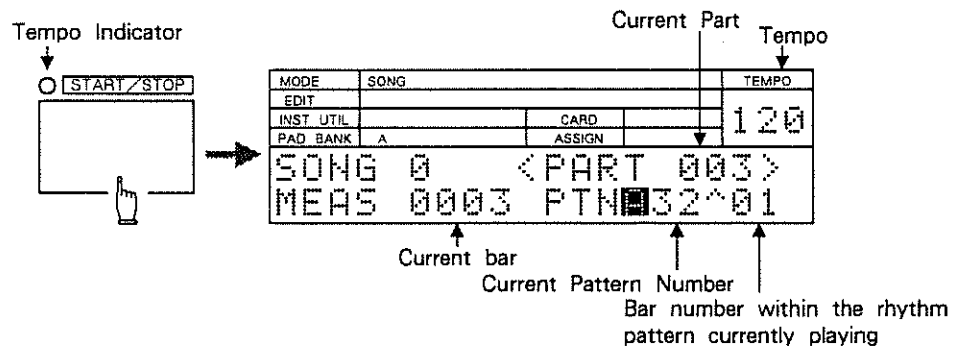 Current Part
Tempo Indicator
Tempo
START/STOP
MODE SONG TEMPO
EDIT
INST UTIL CARD
120
PAD BANK A ASSIGN
SONG 0 <PART 003>
MEAS 0003 PTN 32^01
Current bar
Current Pattern Number
Bar number within the rhythm
pattern currently playing